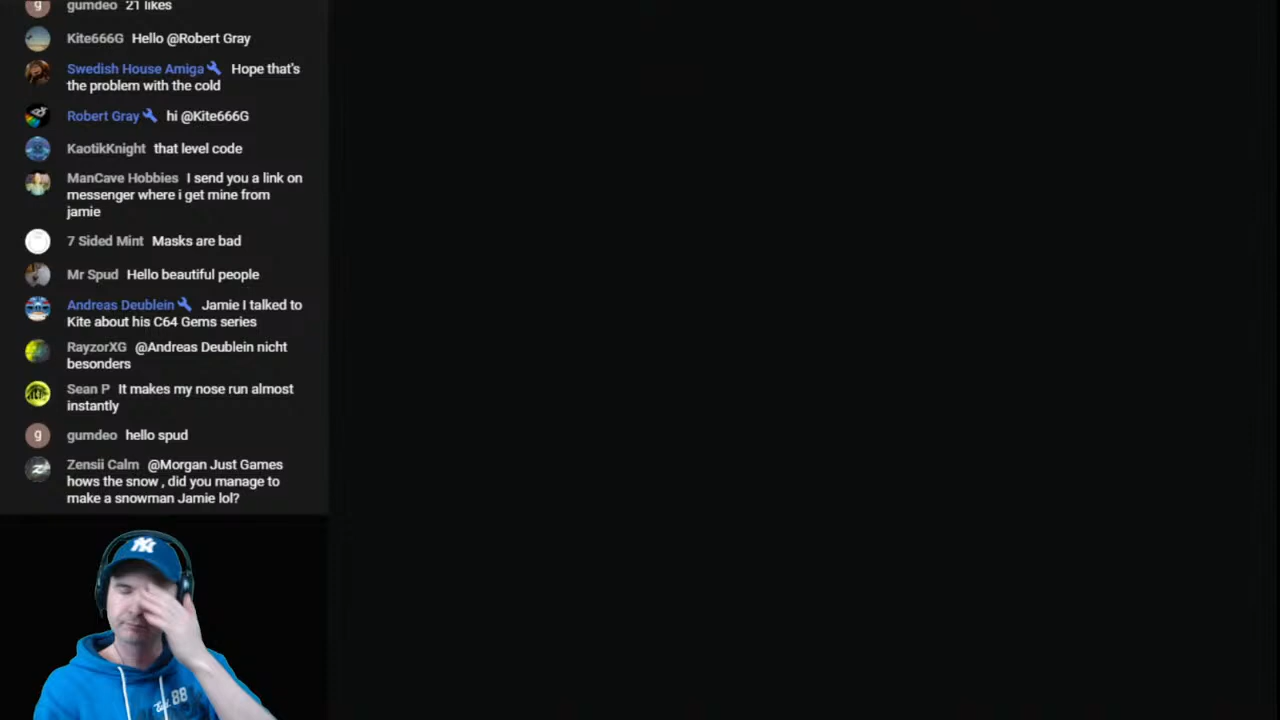 gumdeo 21 likes
Kite666G Hello @Robert Gray
Swedish House Amiga Hope that's
the problem with the cold
Robert Gray hi @Kite666G
KaotikKnight that level code
ManCave Hobbies I send you a link on
messenger where i get mine from
jamie
7 Sided Mint Masks are bad
Mr Spud Hello beautiful people
Andreas Deublein Jamie I talked to
Kite about his C64 Gems series
RayzorXG @Andreas Deublein nicht
besonders
Sean P It makes my nose run almost
instantly
g gumdeo hello spud
Zensii Calm @Morgan Just Games
hows the snow , did you manage to
make a snowman Jamie lol?
NY
88